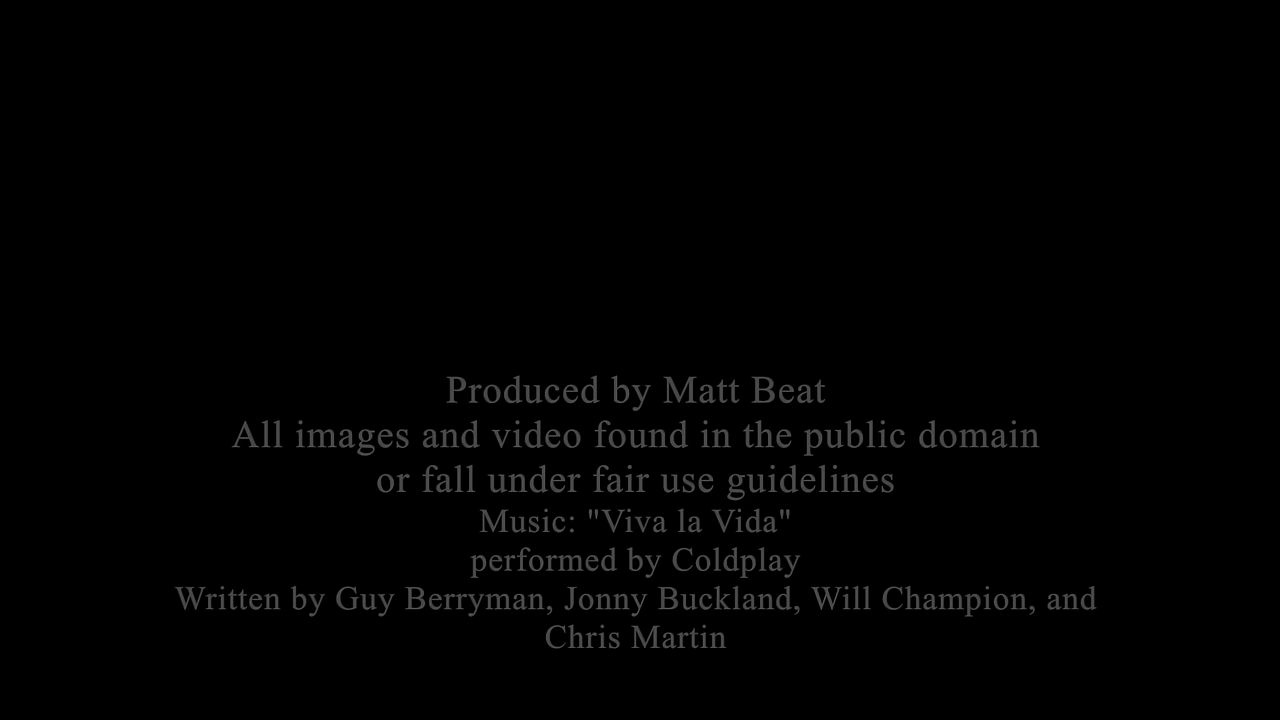 Produced by Matt Beat
All images and video found in the public domain
or fall under fair use guidelines
Music: "Viva la Vida"
performed by Coldplay
Written by Guy Berryman, Jonny Buckland, Will Champion, and
Chris Martin